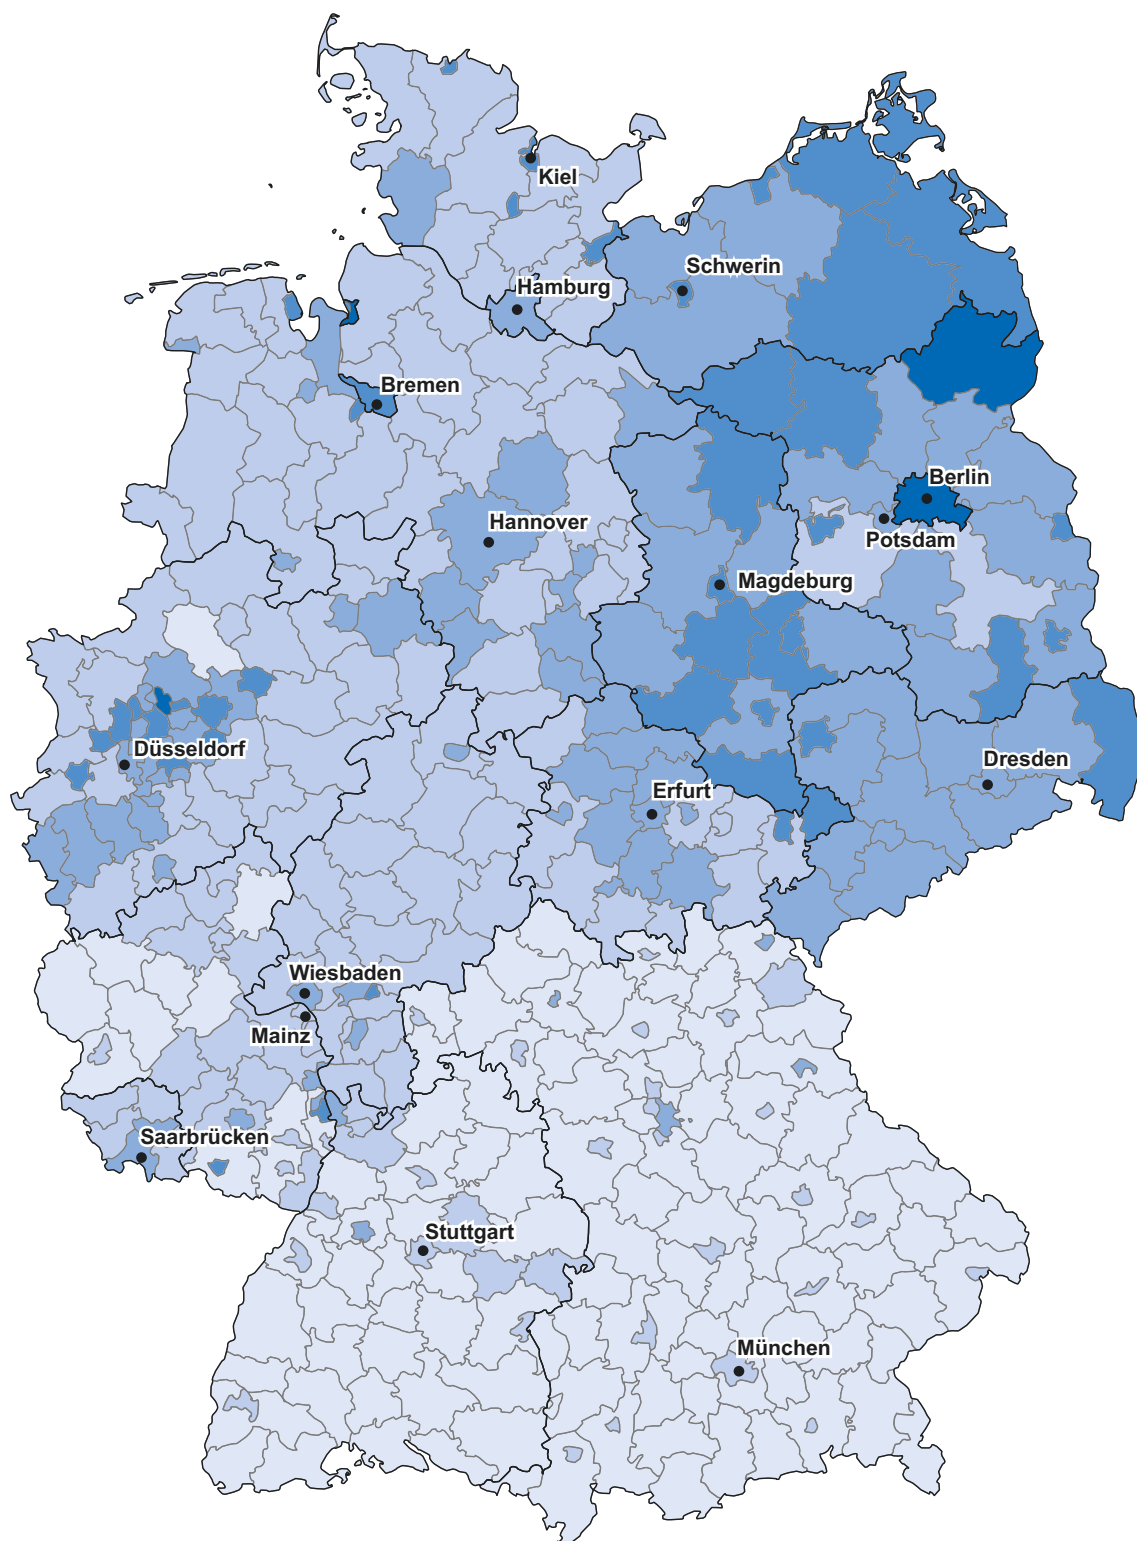 Kiel
Schwerin
Hamburg
Bremen
Berlin
Hannover
Potsdam
Magdeburg
Düsseldorf
Dresden
Erfurt
Wiesbaden
Mainz
Saarbrücken
Stuttgart
München